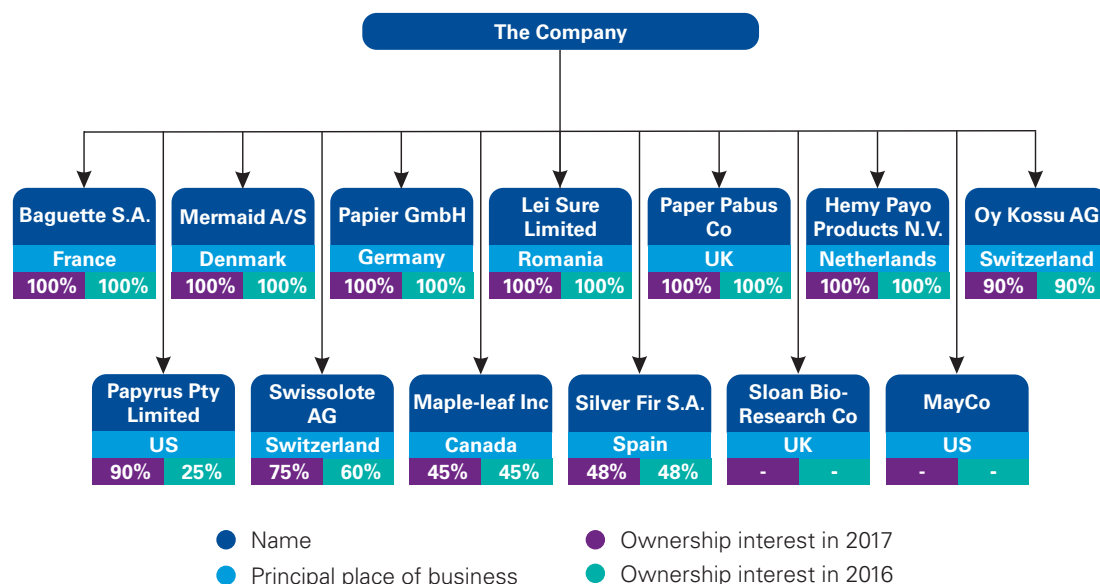 The Company
Baguette S.A.
France
100% 100%
Mermaid A/S
Denmark
100% 100%
Papier GmbH
Germany
100% 100%
Lei Sure
Limited
Romania
100% 100%
Paper Pabus
Co
UK
100% 100%
Hemy Payo
Products N.V.
Netherlands
100% 100%
Oy Kossu AG
Switzerland
90% 90%
Papyrus Pty
Limited
US
90% 25%
Swissolote
AG
Switzerland
75% 60%
Maple-leaf Inc
Canada
45% 45%
Silver Fir S.A.
Spain
48% 48%
Sloan Bio-
Research Co
UK
- -
MayCo
US
- -
Name
Principal place of business
Ownership interest in 2017
Ownership interest in 2016